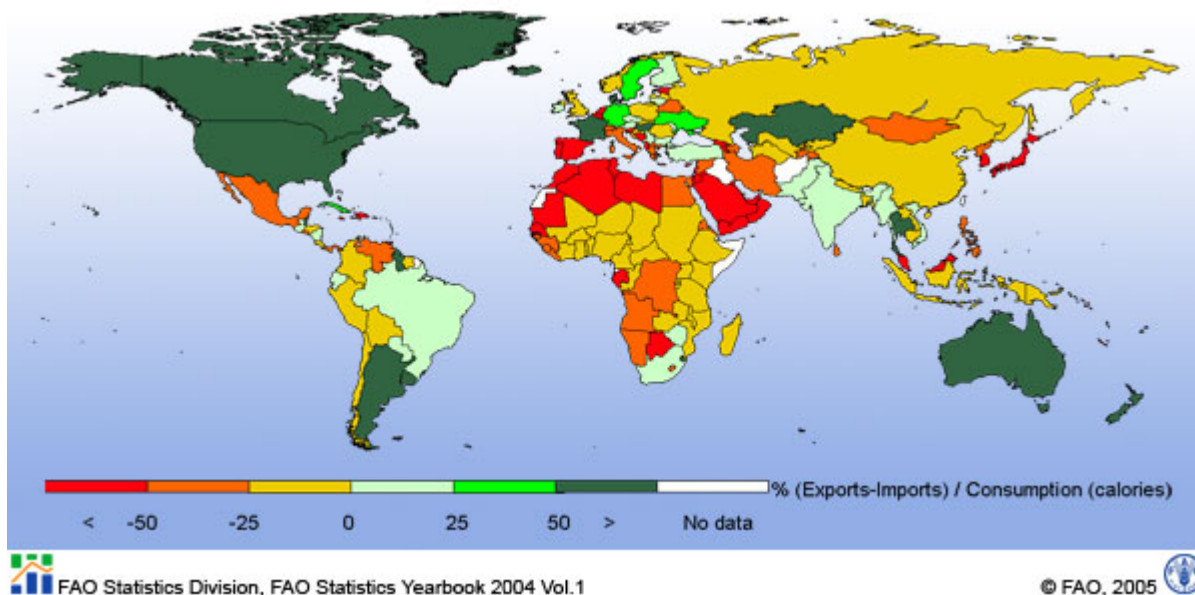 % (Exports-Imports) / Consumption (calories)
< -50 -25 0 25 50 > No data
FAO Statistics Division, FAO Statistics Yearbook 2004 Vol.1
© FAO, 2005